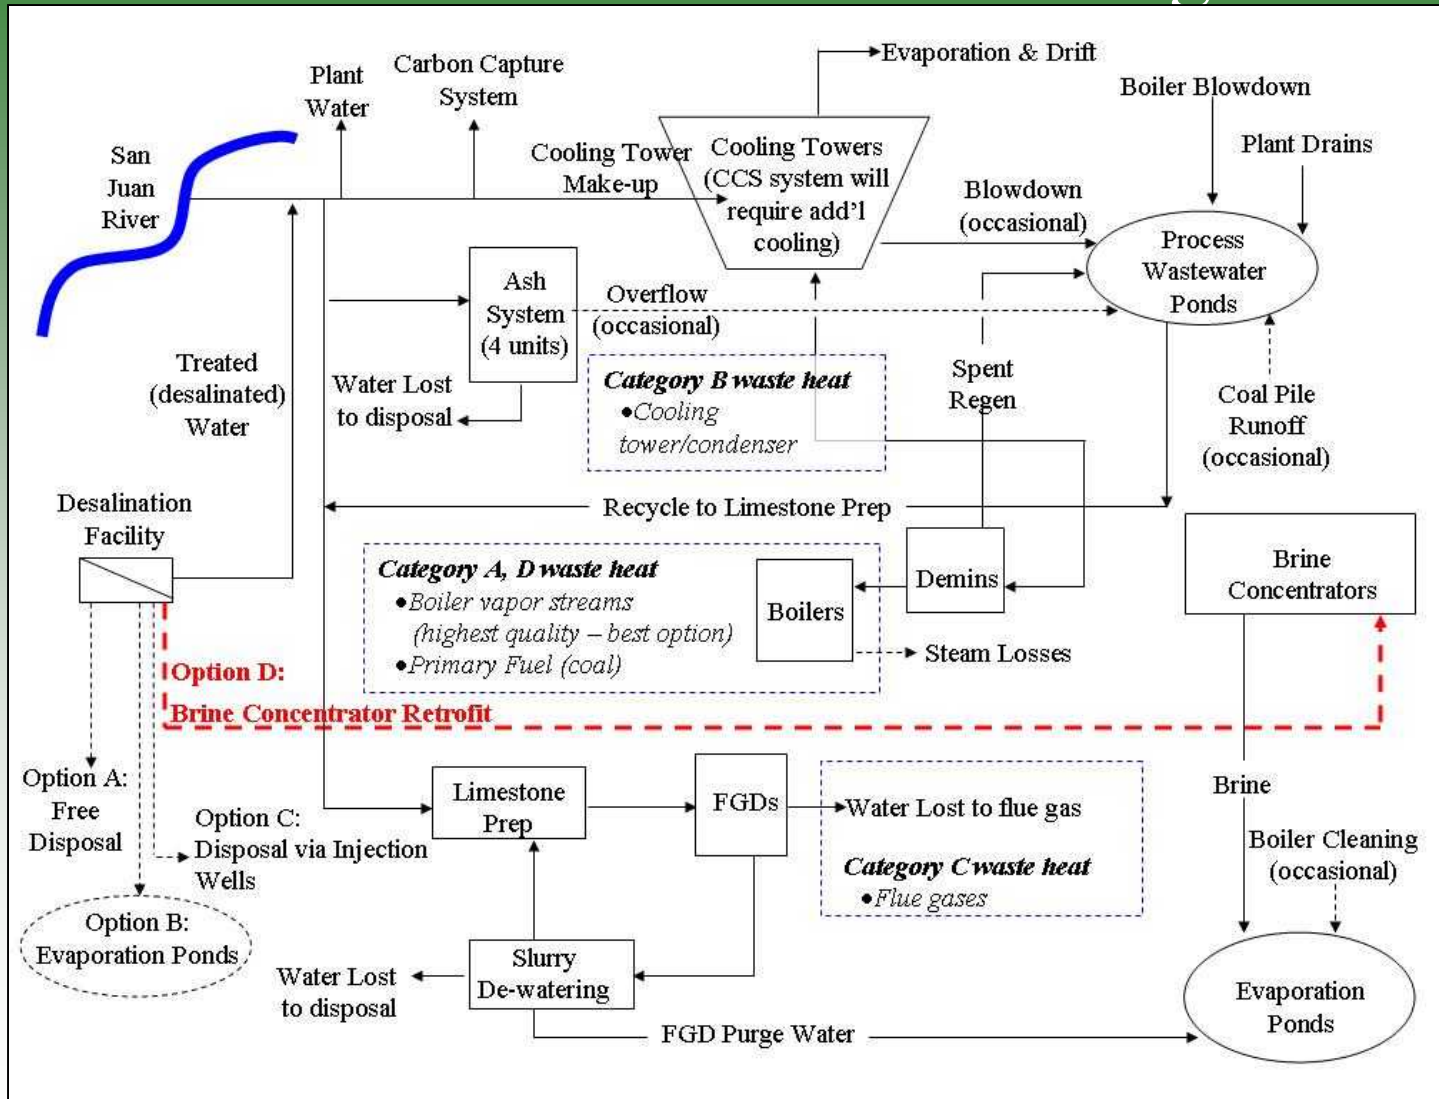 Plant
Water
Carbon Capture
System
Evaporation & Drift
Boiler Blowdown
Plant Drains
San
Juan
River
Cooling Tower
Make-up
Cooling Towers
(CCS system will
require add'l
cooling)
Blowdown
(occasional)
Process
Wastewater
Ponds
Ash
System
(4 units)
Overflow
(occasional)
Treated
(desalinated)
Water
Water Lost
to disposal
Category B waste heat
•Cooling
tower/condenser
Spent
Regen
Coal Pile
Runoff
(occasional)
Desalination
Facility
Recycle to Limestone Prep
Category A, D waste heat
•Boiler vapor streams
(highest quality – best option)
•Primary Fuel (coal)
Boilers
Demins
Steam Losses
Brine
Concentrators
Option D:
Brine Concentrator Retrofit
Option A:
Free
Disposal
Option C:
Disposal via Injection
Wells
Option B:
Evaporation Ponds
Limestone
Prep
FGDs
Water Lost to flue gas
Category C waste heat
•Flue gases
Brine
Boiler Cleaning
(occasional)
Slurry
De-watering
Water Lost
to disposal
FGD Purge Water
Evaporation
Ponds